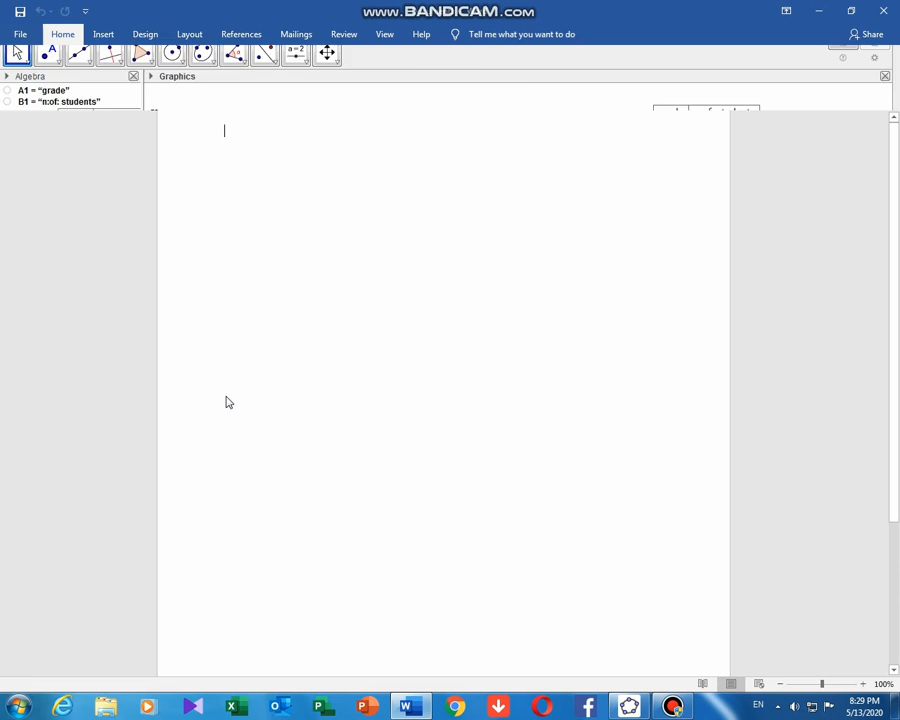 www.BANDICAM.com
File Home Insert Design Layout References Mailings Review View Help Tell me what you want to do Share
a = 2
Algebra Graphics
A1 = “grade”
B1 = “n:of: students”
100%
EN 8:29 PM
5/13/2020